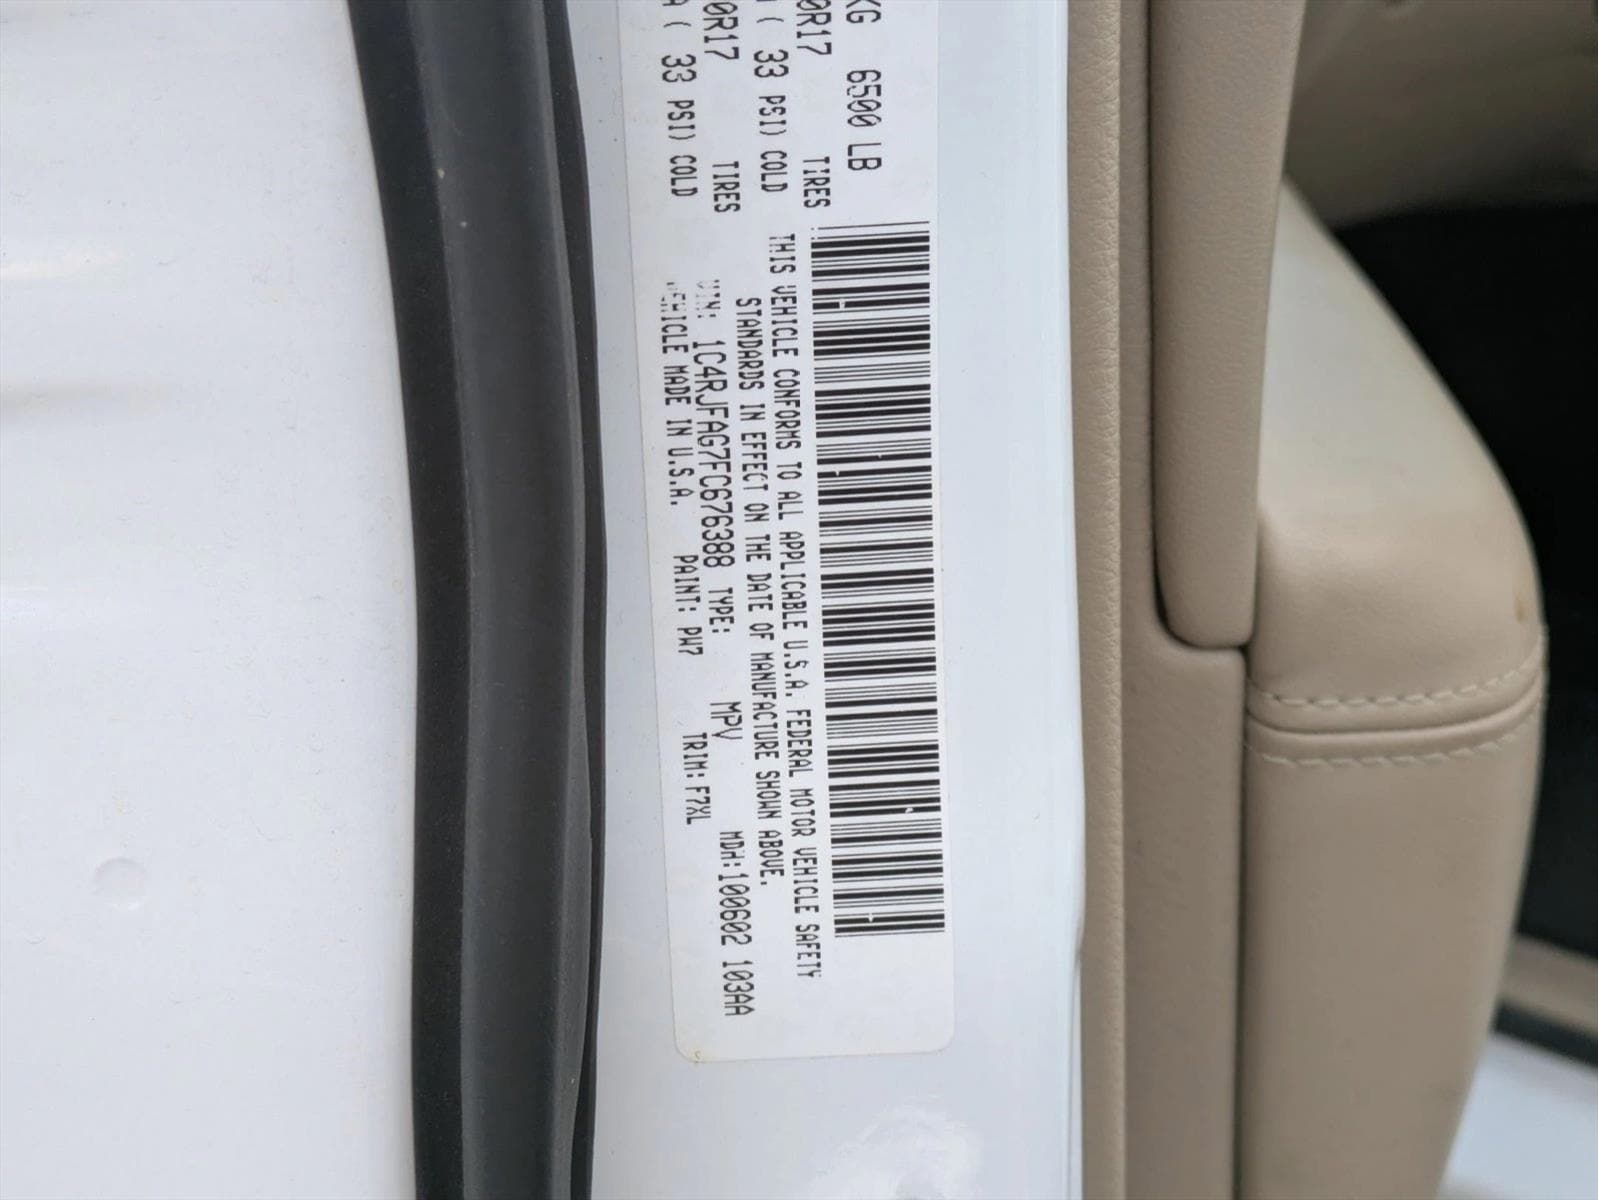 KG 6500 LB
0R17 TIRES
( 33 PSI) COLD
0R17 TIRES
A ( 33 PSI) COLD
THIS VEHICLE CONFORMS TO ALL APPLICABLE U.S.A. FEDERAL MOTOR VEHICLE SAFETY
STANDARDS IN EFFECT ON THE DATE OF MANUFACTURE SHOWN ABOVE.
VIN: 1C4RJFAG7FC676388 TYPE: MPV MDH:100602 103AA
VEHICLE MADE IN U.S.A. PAINT: PW7 TRIM: F7XL